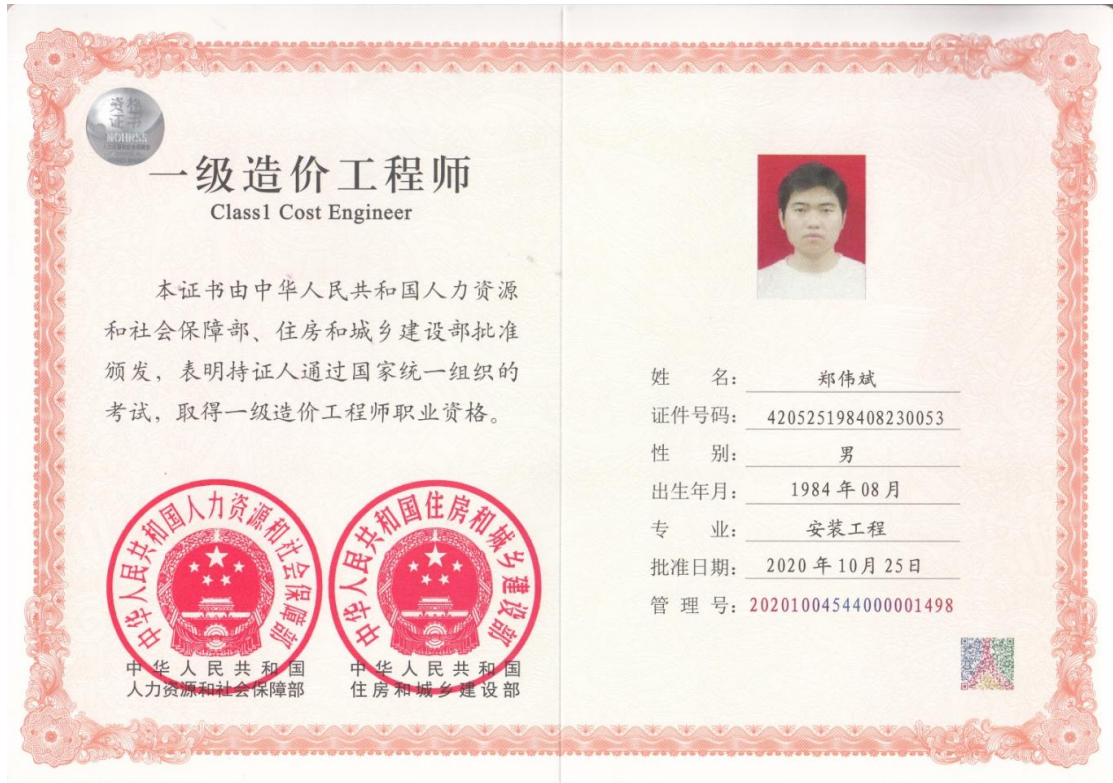 资格
证书
MOHRSS
一级造价工程师
Class1 Cost Engineer
本证书由中华人民共和国人力资源
和社会保障部、住房和城乡建设部批准
颁发，表明持证人通过国家统一组织的
考试，取得一级造价工程师职业资格。
中华人民共和国人力资源和社会保障部
中华人民共和国住房和城乡建设部
中华人民共和国
人力资源和社会保障部
中华人民共和国
住房和城乡建设部
姓 名：郑伟斌
证件号码：420525198408230053
性 别：男
出生年月：1984年08月
专 业：安装工程
批准日期：2020年10月25日
管理号：20201004544000001498